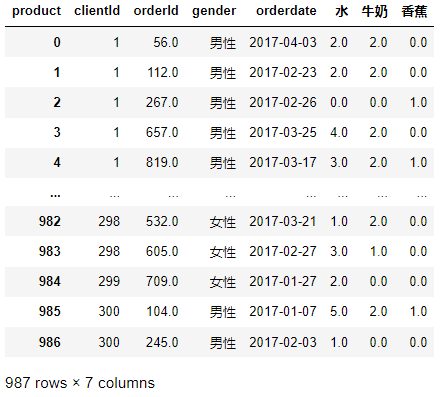 product clientId orderId gender orderdate 水 牛奶 香蕉
0 1 56.0 男性 2017-04-03 2.0 2.0 0.0
1 1 112.0 男性 2017-02-23 2.0 2.0 0.0
2 1 267.0 男性 2017-02-26 0.0 0.0 1.0
3 1 657.0 男性 2017-03-25 4.0 2.0 0.0
4 1 819.0 男性 2017-03-17 3.0 2.0 1.0
... ... ... ... ... ... ... ...
982 298 532.0 女性 2017-03-21 1.0 2.0 0.0
983 298 605.0 女性 2017-02-27 3.0 1.0 0.0
984 299 709.0 女性 2017-01-27 2.0 0.0 0.0
985 300 104.0 男性 2017-01-07 5.0 2.0 1.0
986 300 245.0 男性 2017-02-03 1.0 0.0 0.0
987 rows × 7 columns